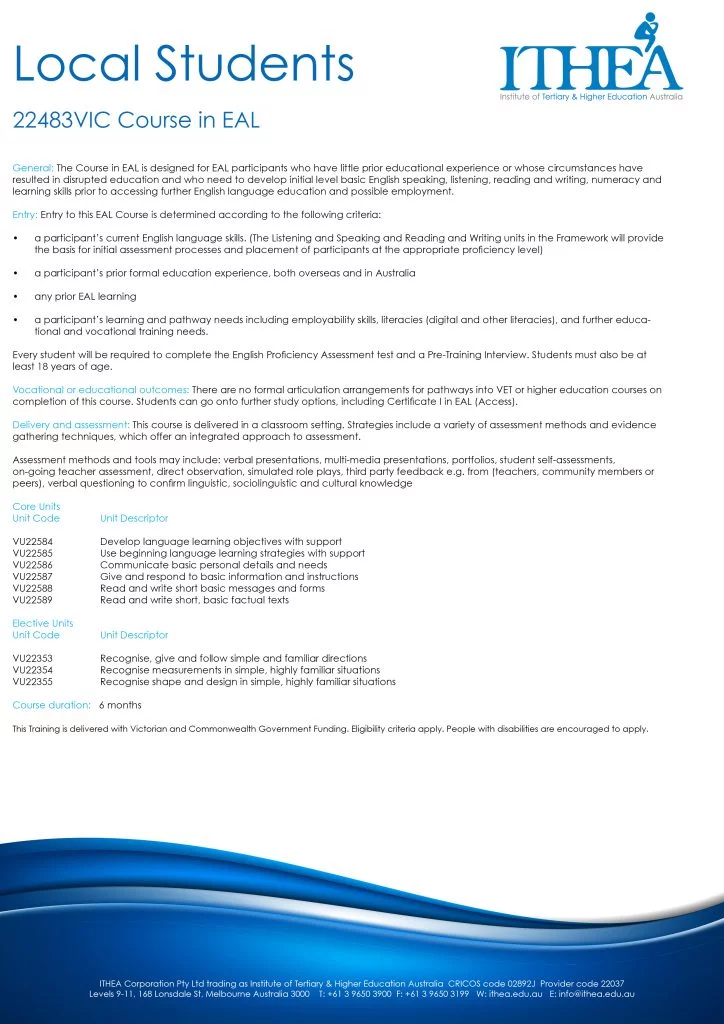 Local Students
ITHEA
Institute of Tertiary & Higher Education Australia
22483VIC Course in EAL
General: The Course in EAL is designed for EAL participants who have little prior educational experience or whose circumstances have
resulted in disrupted education and who need to develop initial level basic English speaking, listening, reading and writing, numeracy and
learning skills prior to accessing further English language education and possible employment.
Entry: Entry to this EAL Course is determined according to the following criteria:
• a participant's current English language skills. (The Listening and Speaking and Reading and Writing units in the Framework will provide
the basis for initial assessment processes and placement of participants at the appropriate proficiency level)
• a participant's prior formal education experience, both overseas and in Australia
• any prior EAL learning
• a participant's learning and pathway needs including employability skills, literacies (digital and other literacies), and further educa-
tional and vocational training needs.
Every student will be required to complete the English Proficiency Assessment test and a Pre-Training Interview. Students must also be at
least 18 years of age.
Vocational or educational outcomes: There are no formal articulation arrangements for pathways into VET or higher education courses on
completion of this course. Students can go onto further study options, including Certificate I in EAL (Access).
Delivery and assessment: This course is delivered in a classroom setting. Strategies include a variety of assessment methods and evidence
gathering techniques, which offer an integrated approach to assessment.
Assessment methods and tools may include: verbal presentations, multi-media presentations, portfolios, student self-assessments,
on-going teacher assessment, direct observation, simulated role plays, third party feedback e.g. from (teachers, community members or
peers), verbal questioning to confirm linguistic, sociolinguistic and cultural knowledge
Core Units
Unit Code Unit Descriptor
VU22584 Develop language learning objectives with support
VU22585 Use beginning language learning strategies with support
VU22586 Communicate basic personal details and needs
VU22587 Give and respond to basic information and instructions
VU22588 Read and write short basic messages and forms
VU22589 Read and write short, basic factual texts
Elective Units
Unit Code Unit Descriptor
VU22353 Recognise, give and follow simple and familiar directions
VU22354 Recognise measurements in simple, highly familiar situations
VU22355 Recognise shape and design in simple, highly familiar situations
Course duration: 6 months
This Training is delivered with Victorian and Commonwealth Government Funding. Eligibility criteria apply. People with disabilities are encouraged to apply.
ITHEA Corporation Pty Ltd trading as Institute of Tertiary & Higher Education Australia CRICOS code 02892J Provider code 22037
Levels 9-11, 168 Lonsdale St, Melbourne Australia 3000 T: +61 3 9650 3900 F: +61 3 9650 3199 W: ithea.edu.au E: info@ithea.edu.au